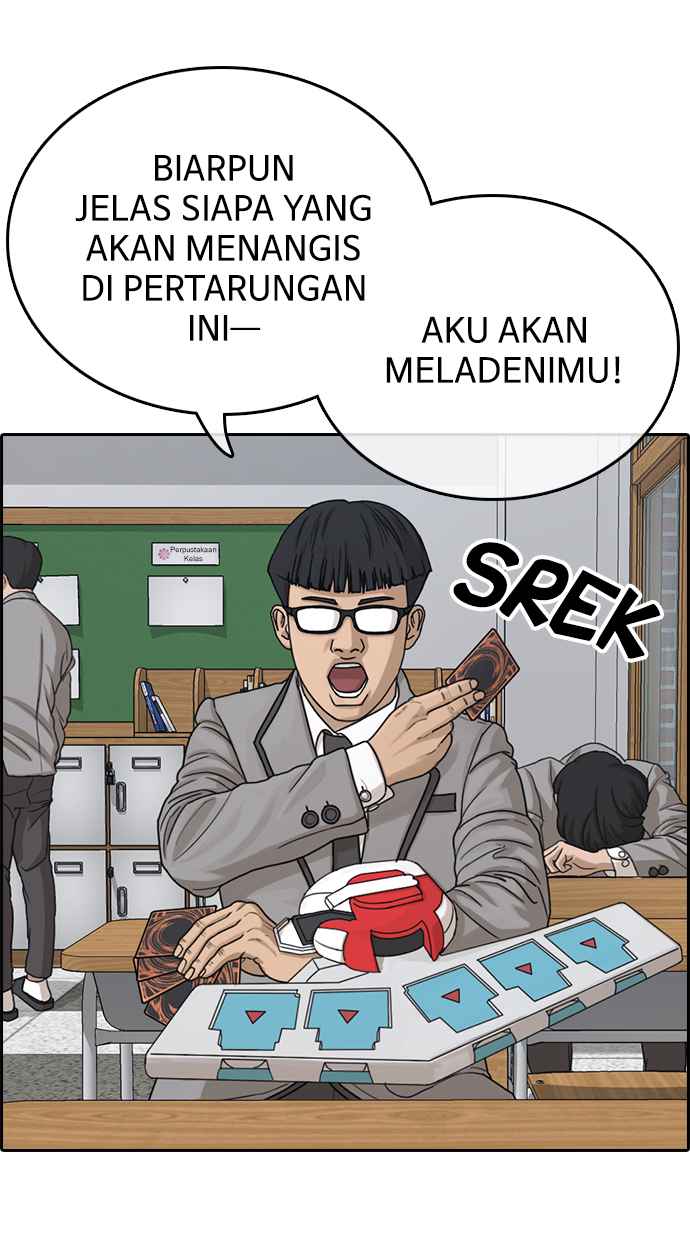 BIARPUN
JELAS SIAPA YANG
AKAN MENANGIS
DI PERTARUNGAN
INI—
AKU AKAN
MELADENIMU!
Perpustakaan
Kelas
SREK